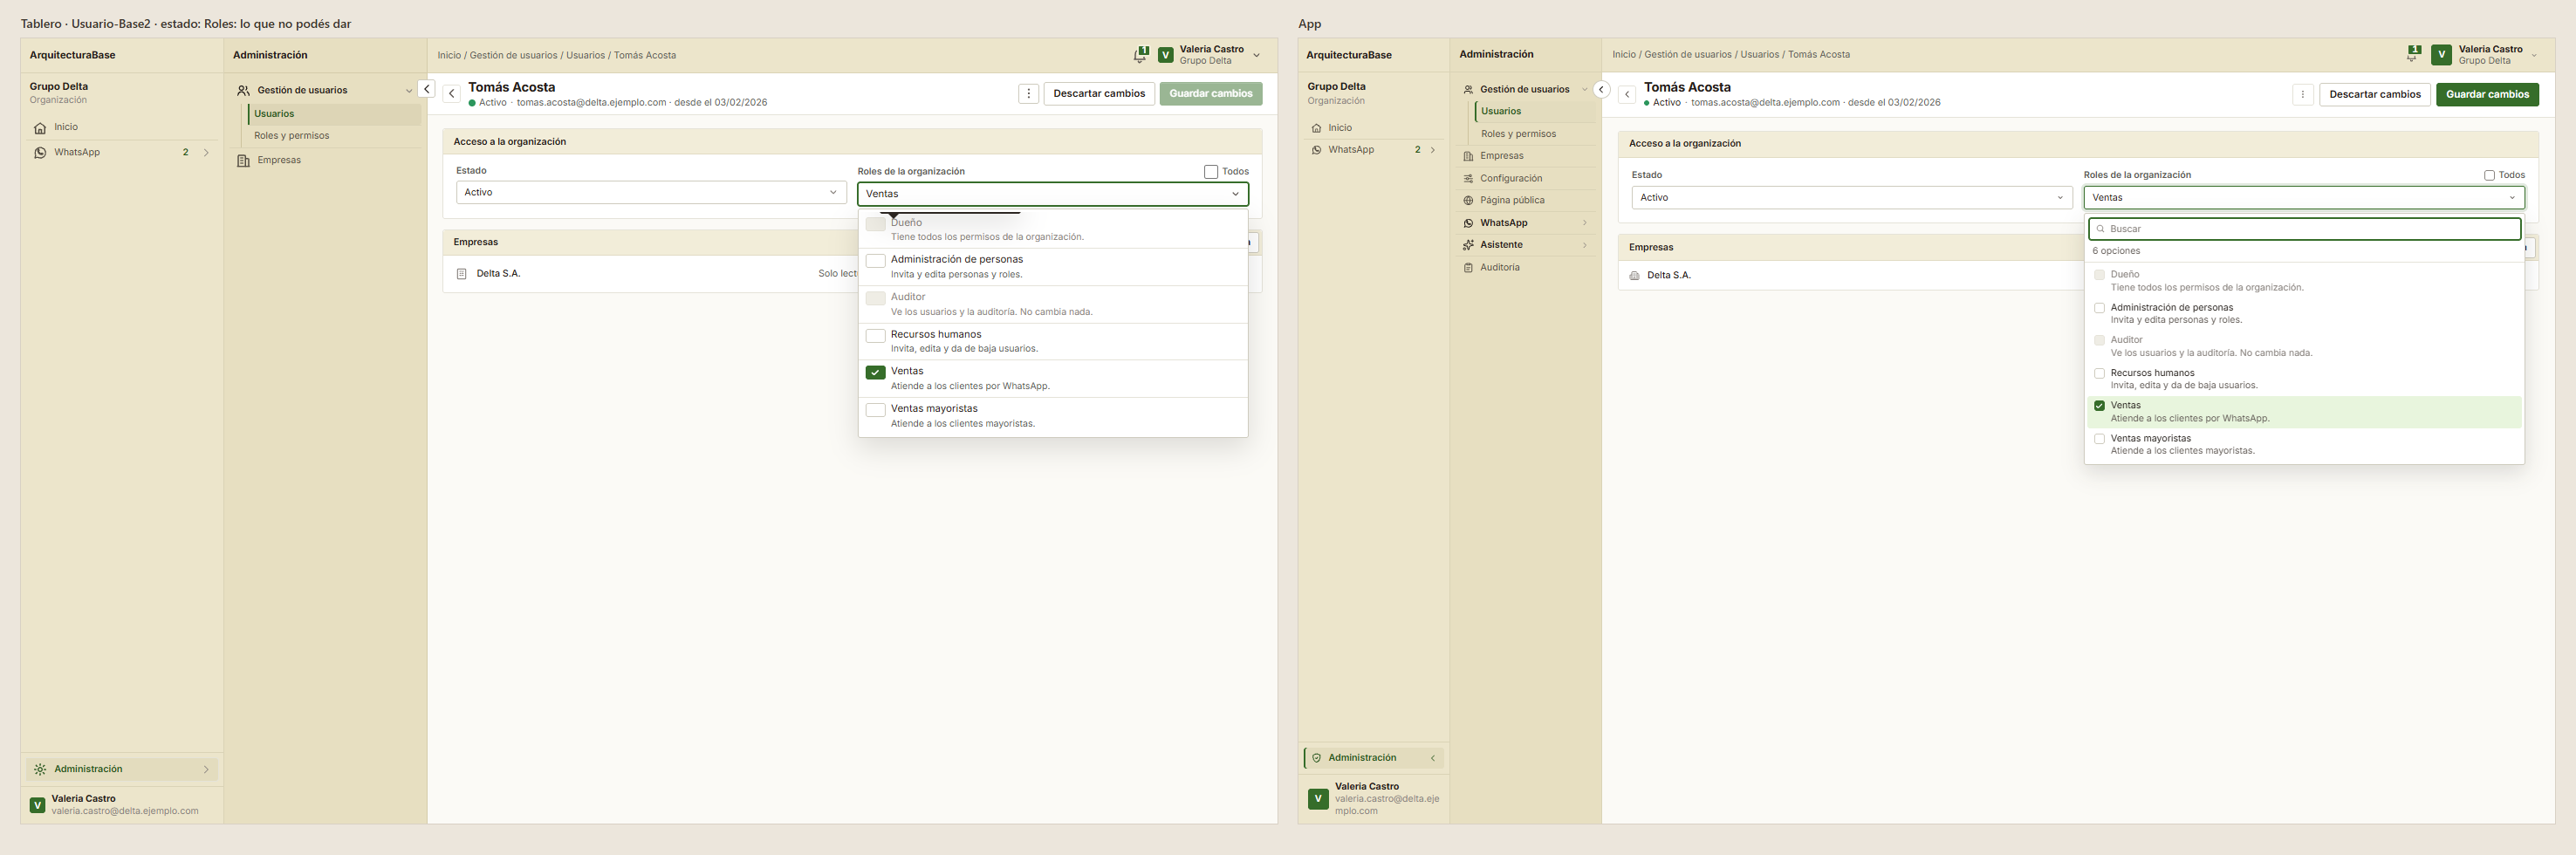 Tablero · Usuario-Base2 · estado: Roles: lo que no podés dar
ArquitecturaBase
Grupo Delta
Organización
Inicio
WhatsApp 2
Administración
Valeria Castro
valeria.castro@delta.ejemplo.com
Administración
Gestión de usuarios
Usuarios
Roles y permisos
Empresas
Inicio / Gestión de usuarios / Usuarios / Tomás Acosta
1
V
Valeria Castro
Grupo Delta
Tomás Acosta
Activo · tomas.acosta@delta.ejemplo.com · desde el 03/02/2026
Descartar cambios
Guardar cambios
Acceso a la organización
Estado
Activo
Roles de la organización
Todos
Ventas
Dueño
Tiene todos los permisos de la organización.
Administración de personas
Invita y edita personas y roles.
Auditor
Ve los usuarios y la auditoría. No cambia nada.
Recursos humanos
Invita, edita y da de baja usuarios.
Ventas
Atiende a los clientes por WhatsApp.
Ventas mayoristas
Atiende a los clientes mayoristas.
Empresas
Delta S.A.
Solo
V
App
ArquitecturaBase
Grupo Delta
Organización
Inicio
WhatsApp 2
Administración
V
Valeria Castro
valeria.castro@delta.eje
mplo.com
Administración
Gestión de usuarios
Usuarios
Roles y permisos
Empresas
Configuración
Página pública
WhatsApp
Asistente
Auditoría
Inicio / Gestión de usuarios / Usuarios / Tomás Acosta
1
V
Valeria Castro
Grupo Delta
Tomás Acosta
Activo · tomas.acosta@delta.ejemplo.com · desde el 03/02/2026
Descartar cambios
Guardar cambios
Acceso a la organización
Estado
Activo
Roles de la organización
Todos
Ventas
Buscar
6 opciones
Dueño
Tiene todos los permisos de la organización.
Administración de personas
Invita y edita personas y roles.
Auditor
Ve los usuarios y la auditoría. No cambia nada.
Recursos humanos
Invita, edita y da de baja usuarios.
Ventas
Atiende a los clientes por WhatsApp.
Ventas mayoristas
Atiende a los clientes mayoristas.
Empresas
Delta S.A.